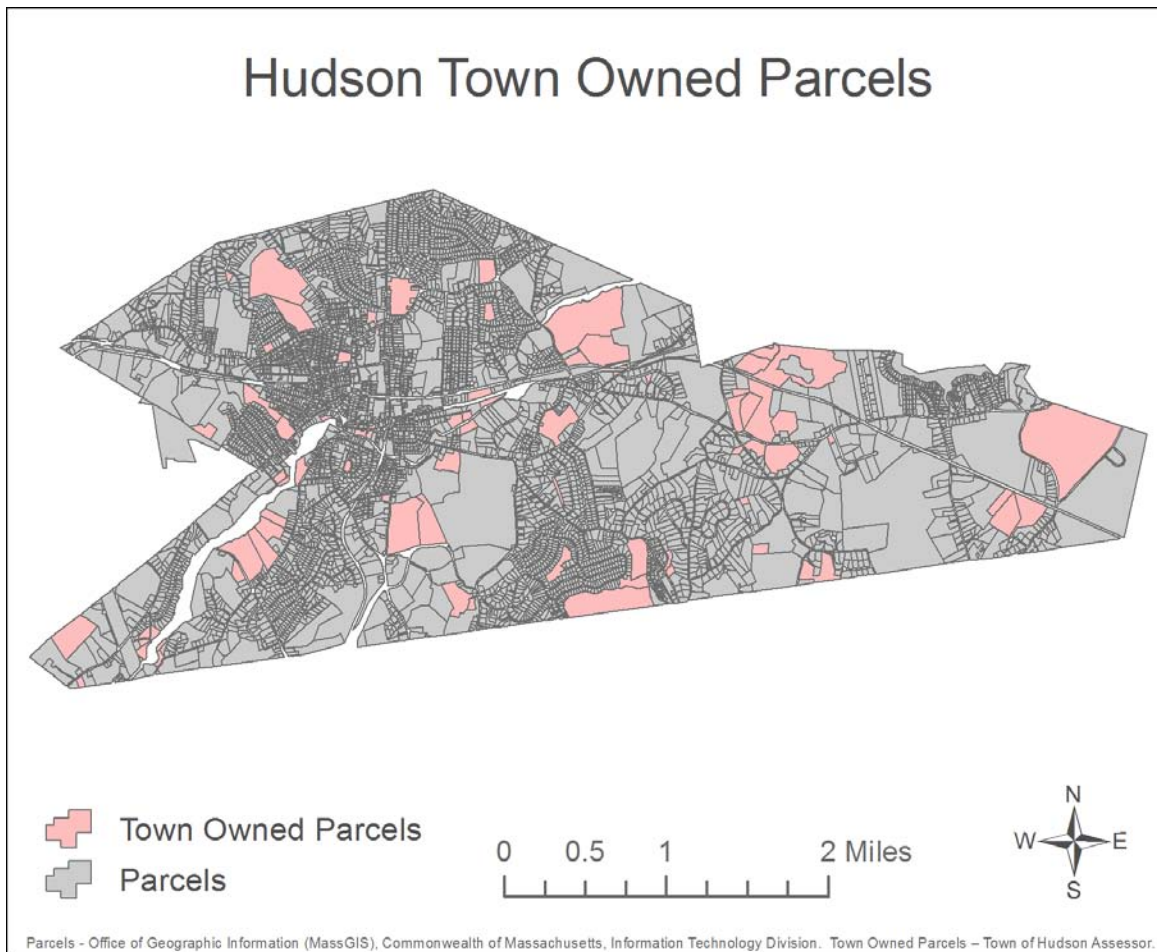 Hudson Town Owned Parcels
Town Owned Parcels
Parcels
0 0.5 1 2 Miles
N
W E
S
Parcels - Office of Geographic Information (MassGIS), Commonwealth of Massachusetts, Information Technology Division. Town Owned Parcels – Town of Hudson Assessor.